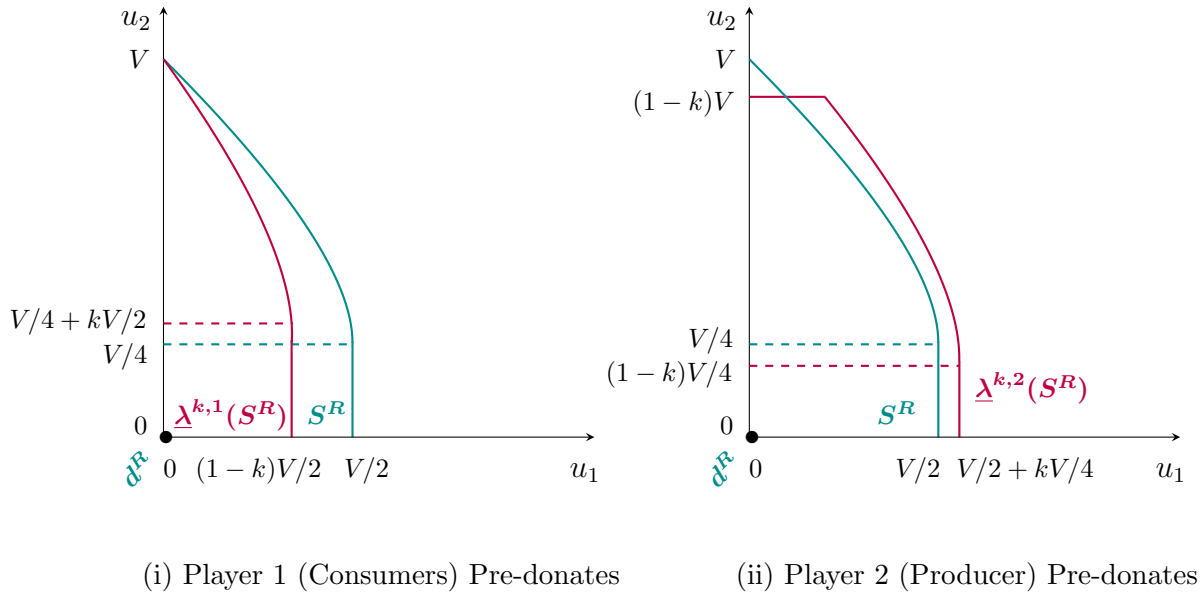 u₂
V
V/4 + kV/2
V/4
0
λ̲^{k,1}(S^R)
S^R
d^R
0
(1 − k)V/2
V/2
u₁
(i) Player 1 (Consumers) Pre-donates
u₂
V
(1 − k)V
V/4
(1 − k)V/4
0
S^R
λ̲^{k,2}(S^R)
d^R
0
V/2
V/2 + kV/4
u₁
(ii) Player 2 (Producer) Pre-donates